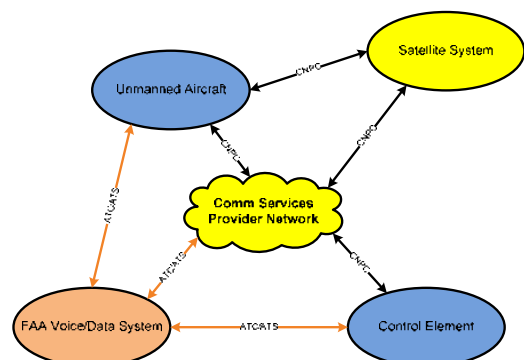 Satellite System
CNPC
Unmanned Aircraft
CNPC
CNPC
ATC/ATS
Comm Services
Provider Network
ATC/ATS
CNPC
FAA Voice/Data System
ATC/ATS
Control Element